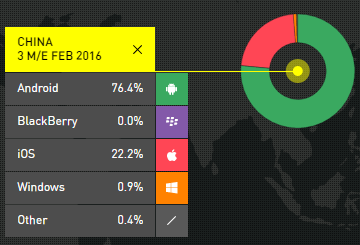 CHINA
3 M/E FEB 2016
Android 76.4%
BlackBerry 0.0%
iOS 22.2%
Windows 0.9%
Other 0.4%